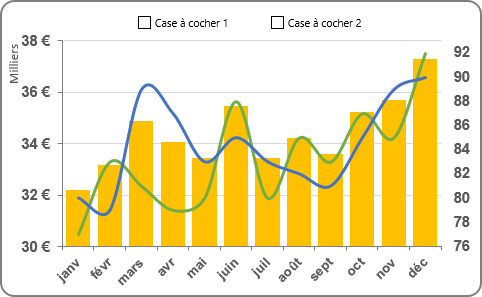 Case à cocher 1
Case à cocher 2
Milliers
38 €
36 €
34 €
32 €
30 €
92
90
88
86
84
82
80
78
76
janv
févr
mars
avr
mai
juin
juil
août
sept
oct
nov
déc